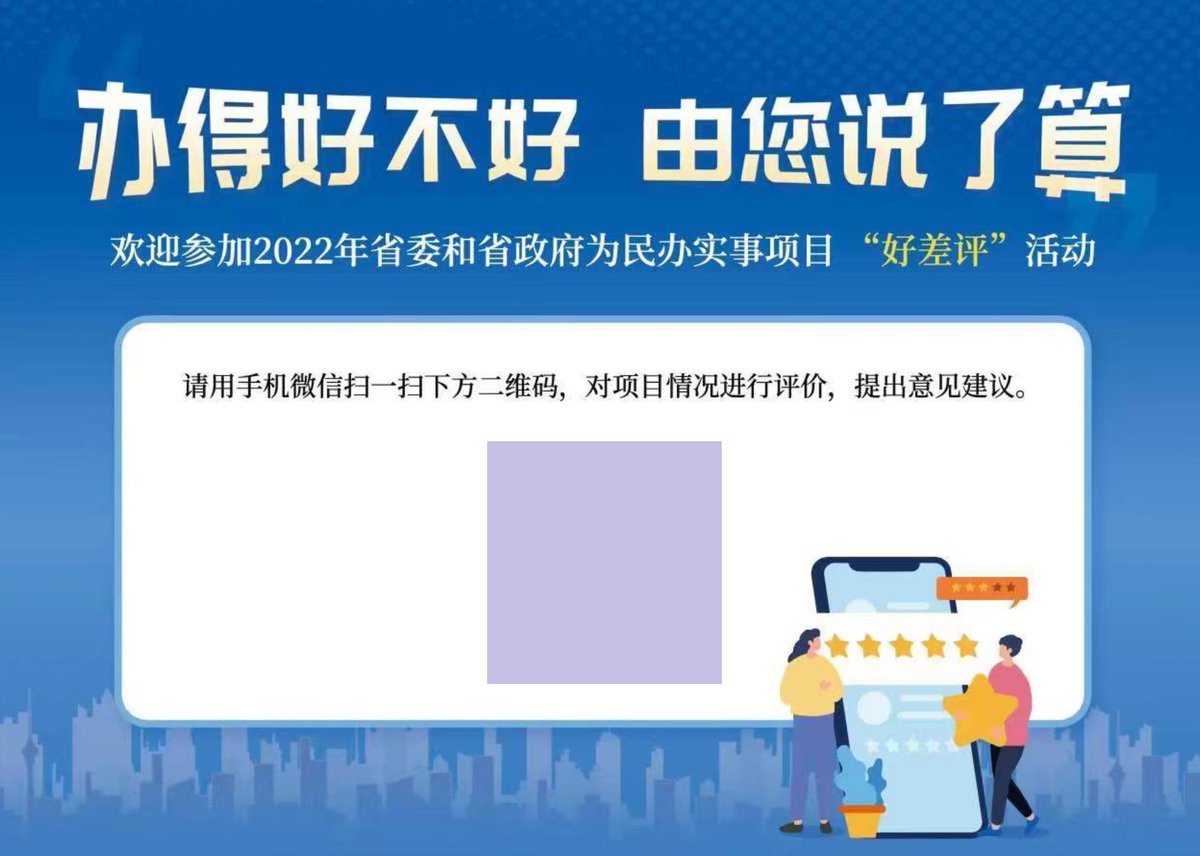 办得好不好 由您说了算
欢迎参加2022年省委和省政府为民办实事项目“好差评”活动
请用手机微信扫一扫下方二维码，对项目情况进行评价，提出意见建议。